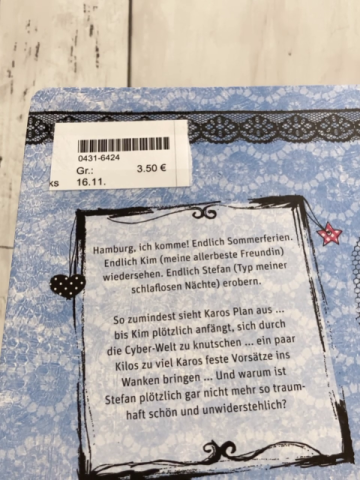 0431-6424
Gr.: 3.50 €
ks 16.11.
Hamburg, ich komme! Endlich Sommerferien.
Endlich Kim (meine allerbeste Freundin)
wiedersehen. Endlich Stefan (Typ meiner
schlaflosen Nächte) erobern.
So zumindest sieht Karos Plan aus ...
bis Kim plötzlich anfängt, sich durch
die Cyber-Welt zu knutschen ... ein paar
Kilos zu viel Karos feste Vorsätze ins
Wanken bringen ... Und warum ist
Stefan plötzlich gar nicht mehr so traum-
haft schön und unwiderstehlich?